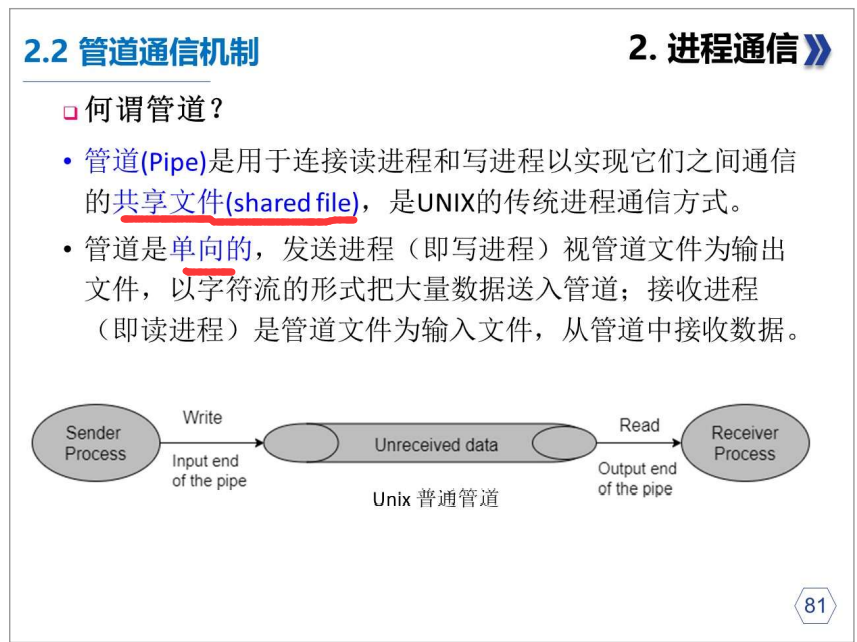 2.2 管道通信机制
2. 进程通信
何谓管道？
• 管道(Pipe)是用于连接读进程和写进程以实现它们之间通信
的共享文件(shared file)，是UNIX的传统进程通信方式。
• 管道是单向的，发送进程（即写进程）视管道文件为输出
文件，以字符流的形式把大量数据送入管道；接收进程
（即读进程）是管道文件为输入文件，从管道中接收数据。
Sender
Process
Write
Input end
of the pipe
Unreceived data
Read
Output end
of the pipe
Receiver
Process
Unix 普通管道
81